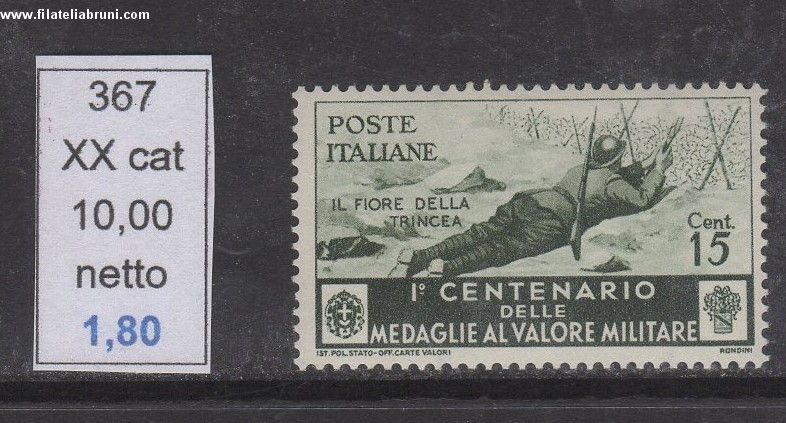 www.filateliabruni.com
367
XX cat
10,00
netto
1,80
POSTE
ITALIANE
IL FIORE DELLA
TRINCEA
Cent.
15
I° CENTENARIO
DELLE
MEDAGLIE AL VALORE MILITARE
IST. POL. STATO-OFF. CARTE VALORI
RONDINI